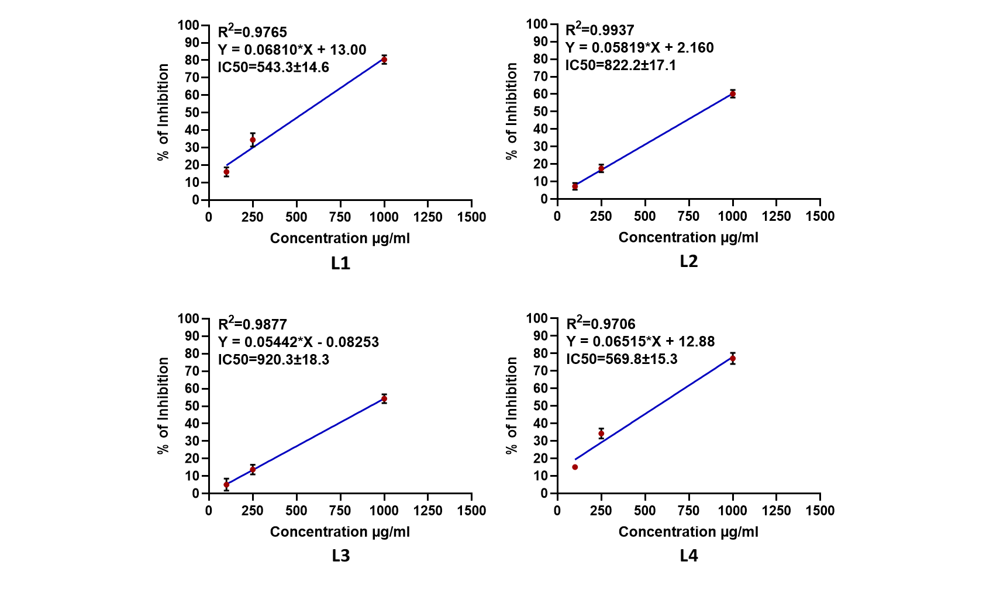 R²=0.9765
Y = 0.06810*X + 13.00
IC50=543.3±14.6
100
90
80
70
60
50
40
30
20
10
0
% of Inhibition
0 250 500 750 1000 1250 1500
Concentration µg/ml
L1
R²=0.9937
Y = 0.05819*X + 2.160
IC50=822.2±17.1
100
90
80
70
60
50
40
30
20
10
0
% of Inhibition
0 250 500 750 1000 1250 1500
Concentration µg/ml
L2
R²=0.9877
Y = 0.05442*X - 0.08253
IC50=920.3±18.3
100
90
80
70
60
50
40
30
20
10
0
% of Inhibition
0 250 500 750 1000 1250 1500
Concentration µg/ml
L3
R²=0.9706
Y = 0.06515*X + 12.88
IC50=569.8±15.3
100
90
80
70
60
50
40
30
20
10
0
% of Inhibition
0 250 500 750 1000 1250 1500
Concentration µg/ml
L4